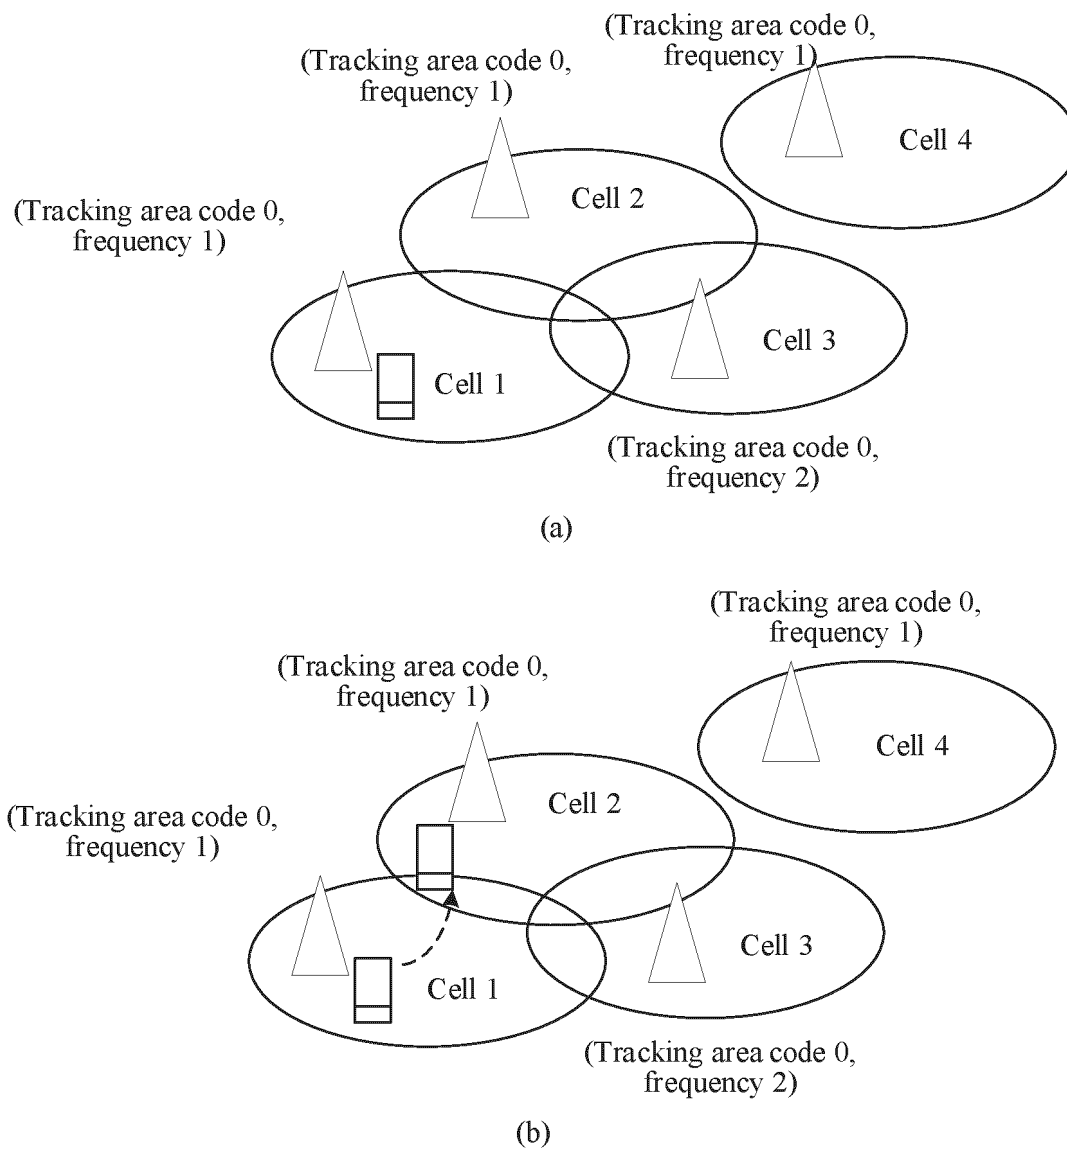 (Tracking area code 0,
frequency 1)
Cell 4
(Tracking area code 0,
frequency 1)
Cell 2
(Tracking area code 0,
frequency 1)
Cell 3
Cell 1
(Tracking area code 0,
frequency 2)
(a)
(Tracking area code 0,
frequency 1)
Cell 4
(Tracking area code 0,
frequency 1)
Cell 2
(Tracking area code 0,
frequency 1)
Cell 3
Cell 1
(Tracking area code 0,
frequency 2)
(b)